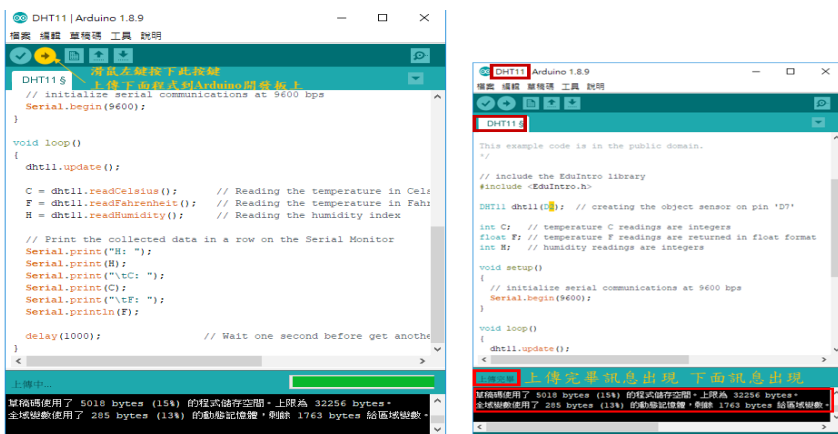 DHT11 | Arduino 1.8.9
檔案 編輯 草稿碼 工具 說明
滑鼠左鍵按下此按鍵
上傳下面程式到Arduino開發板上
DHT11 §
// initialize serial communications at 9600 bps
Serial.begin(9600);
}
void loop()
{
dht11.update();
C = dht11.readCelsius(); // Reading the temperature in Cels
F = dht11.readFahrenheit(); // Reading the temperature in Fahr
H = dht11.readHumidity(); // Reading the humidity index
// Print the collected data in a row on the Serial Monitor
Serial.print("H: ");
Serial.print(H);
Serial.print("\tC: ");
Serial.print(C);
Serial.print("\tF: ");
Serial.println(F);
delay(1000); // Wait one second before get anothe
}
上傳中...
草稿碼使用了 5018 bytes (15%) 的程式儲存空間。上限為 32256 bytes。
全域變數使用了 285 bytes (13%) 的動態記憶體，剩餘 1763 bytes 給區域變數。
DHT11 Arduino 1.8.9
檔案 編輯 草稿碼 工具 說明
DHT11 §
This example code is in the public domain.
*/
// include the EduIntro library
#include <EduIntro.h>
DHT11 dht11(D2); // creating the object sensor on pin 'D7'
int C; // temperature C readings are integers
float F; // temperature F readings are returned in float format
int H; // humidity readings are integers
void setup()
{
// initialize serial communications at 9600 bps
Serial.begin(9600);
}
void loop()
{
dht11.update();
上傳完畢 上傳完畢訊息出現 下面訊息出現
草稿碼使用了 5018 bytes (15%) 的程式儲存空間。上限為 32256 bytes。
全域變數使用了 285 bytes (13%) 的動態記憶體，剩餘 1763 bytes 給區域變數。